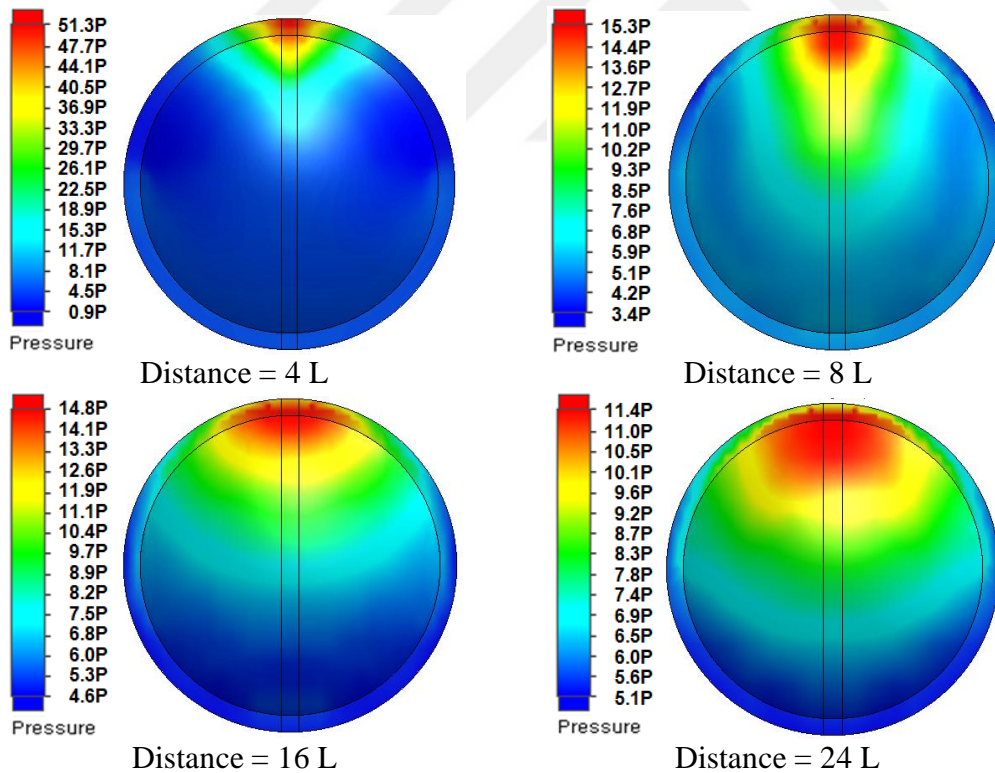 51.3P
47.7P
44.1P
40.5P
36.9P
33.3P
29.7P
26.1P
22.5P
18.9P
15.3P
11.7P
8.1P
4.5P
0.9P
Pressure
Distance = 4 L
15.3P
14.4P
13.6P
12.7P
11.9P
11.0P
10.2P
9.3P
8.5P
7.6P
6.8P
5.9P
5.1P
4.2P
3.4P
Pressure
Distance = 8 L
14.8P
14.1P
13.3P
12.6P
11.9P
11.1P
10.4P
9.7P
8.9P
8.2P
7.5P
6.8P
6.0P
5.3P
4.6P
Pressure
Distance = 16 L
11.4P
11.0P
10.5P
10.1P
9.6P
9.2P
8.7P
8.3P
7.8P
7.4P
6.9P
6.5P
6.0P
5.6P
5.1P
Pressure
Distance = 24 L